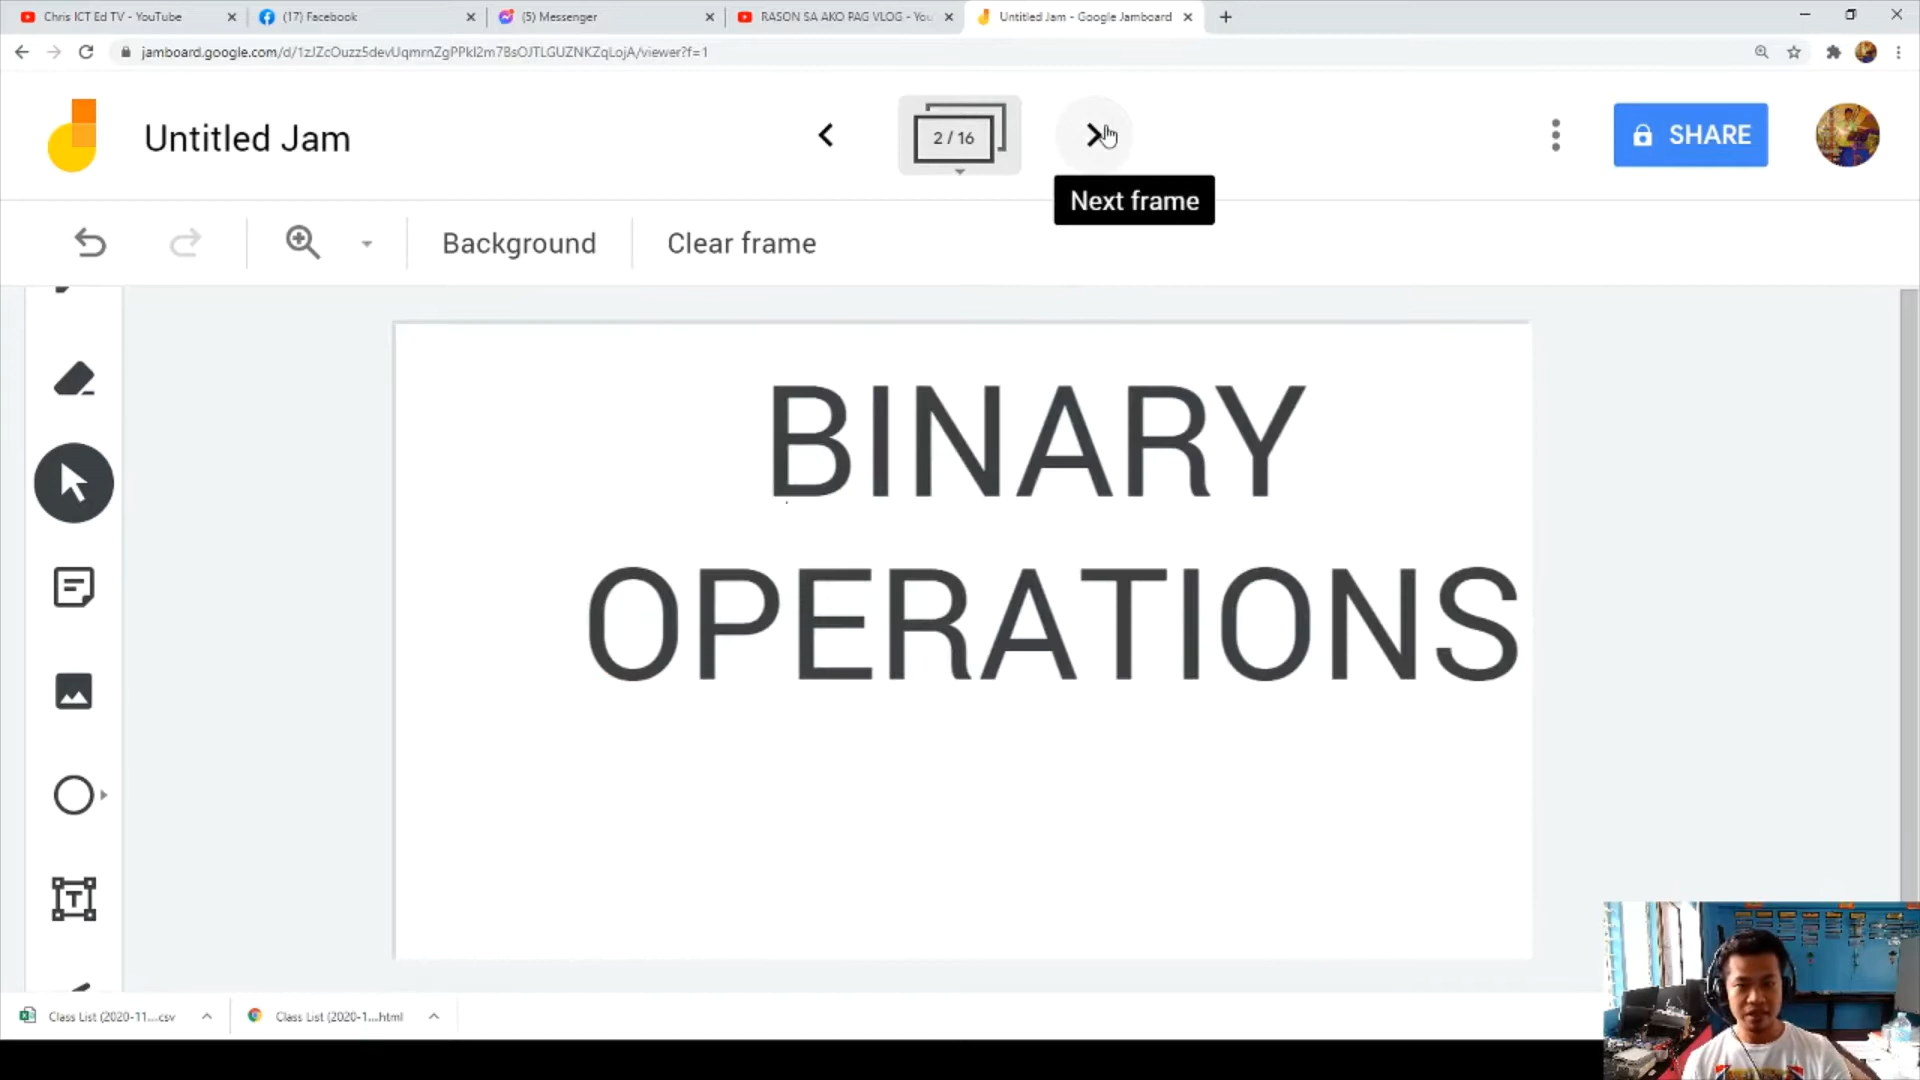 Chris ICT Ed TV - YouTube
(17) Facebook
(5) Messenger
RASON SA AKO PAG VLOG - You
Untitled Jam - Google Jamboard
jamboard.google.com/d/1zJZcOuzz5devUqmrnZgPPkI2m78sOJTLGUZNKZqLojA/viewer?f=1
Untitled Jam
2 / 16
SHARE
Next frame
Background
Clear frame
BINARY
OPERATIONS
Class List (2020-11....csv
Class List (2020-1....html